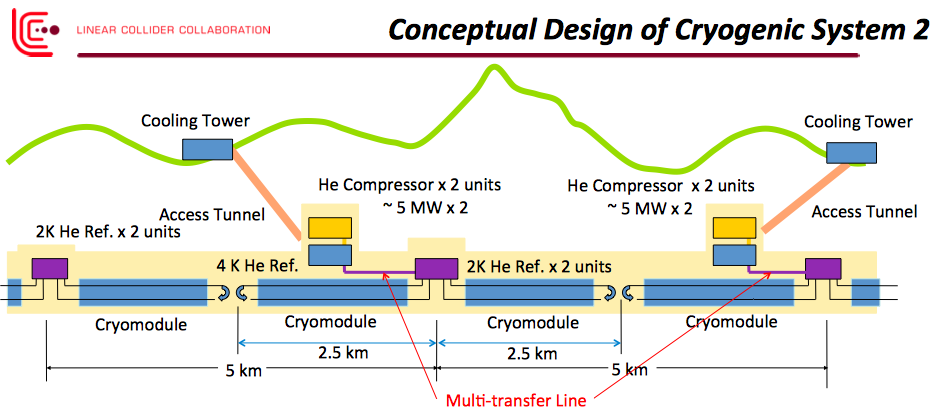 LINEAR COLLIDER COLLABORATION
Conceptual Design of Cryogenic System 2
Cooling Tower
Cooling Tower
He Compressor x 2 units
~ 5 MW x 2
He Compressor x 2 units
~ 5 MW x 2
Access Tunnel
Access Tunnel
2K He Ref. x 2 units
4 K He Ref.
2K He Ref. x 2 units
Cryomodule
Cryomodule
Cryomodule
Cryomodule
2.5 km
2.5 km
5 km
5 km
Multi-transfer Line